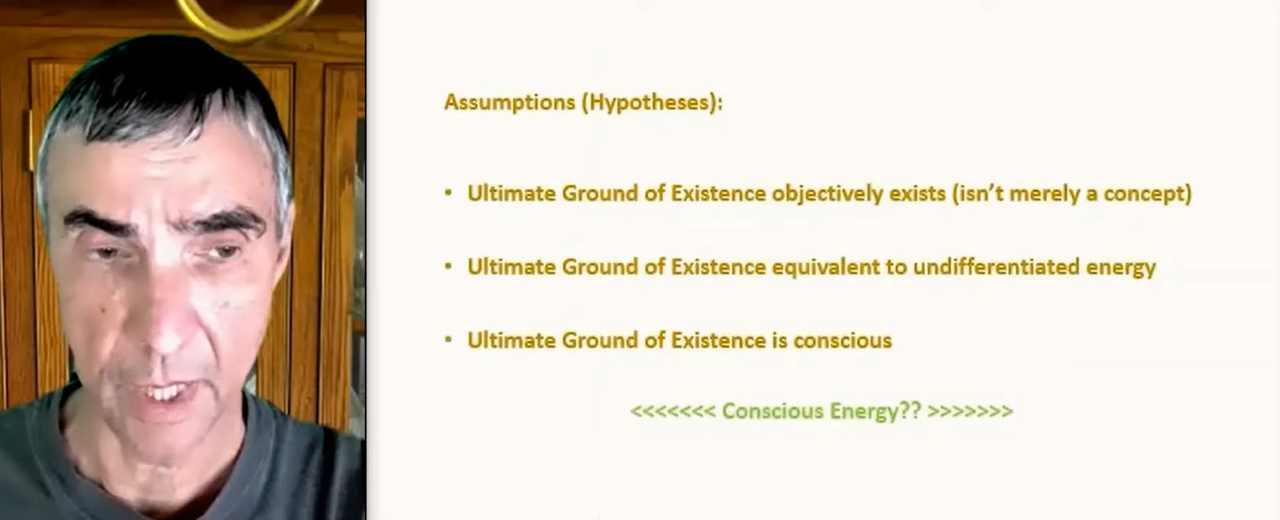 Assumptions (Hypotheses):
• Ultimate Ground of Existence objectively exists (isn’t merely a concept)
• Ultimate Ground of Existence equivalent to undifferentiated energy
• Ultimate Ground of Existence is conscious
<<<<<<< Conscious Energy?? >>>>>>>